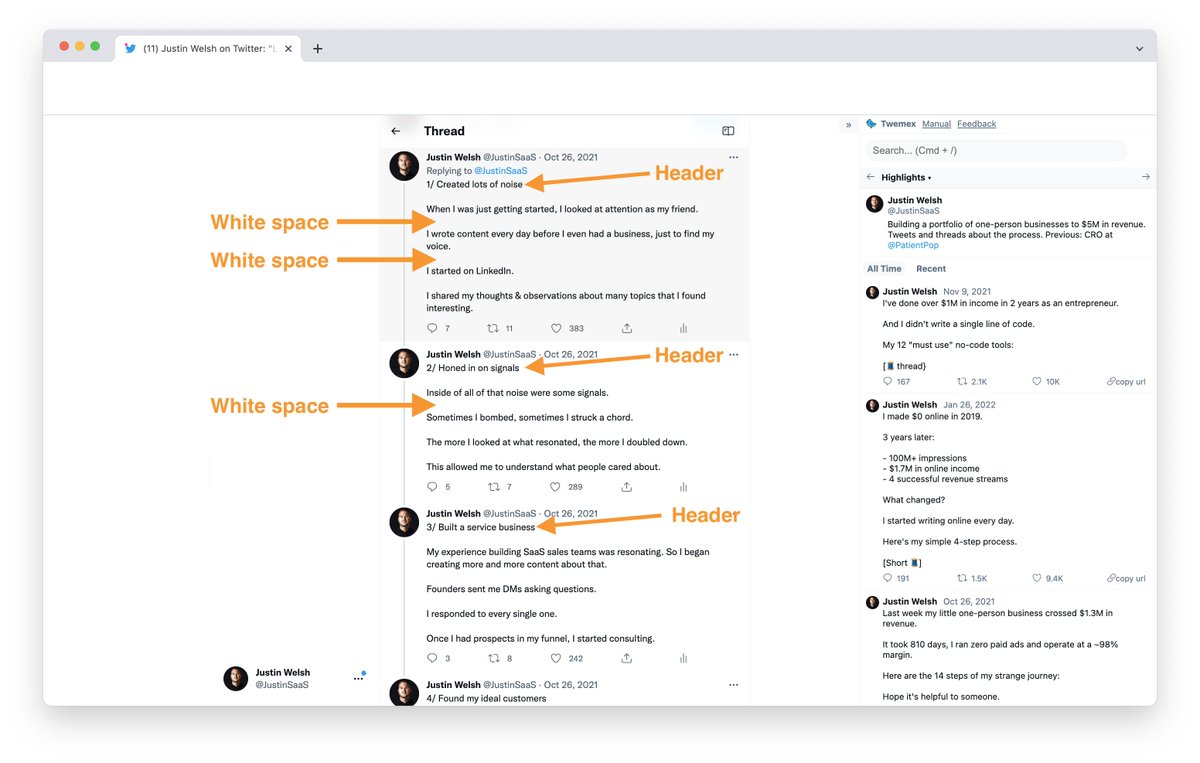 (11) Justin Welsh on Twitter: "L
Thread
Justin Welsh @JustinSaaS · Oct 26, 2021
Replying to @JustinSaaS
1/ Created lots of noise
Header
When I was just getting started, I looked at attention as my friend.
White space
I wrote content every day before I even had a business, just to find my
voice.
White space
I started on LinkedIn.
I shared my thoughts & observations about many topics that I found
interesting.
7 11 383
Justin Welsh @JustinSaaS · Oct 26, 2021
2/ Honed in on signals
Header
Inside of all of that noise were some signals.
White space
Sometimes I bombed, sometimes I struck a chord.
The more I looked at what resonated, the more I doubled down.
This allowed me to understand what people cared about.
5 7 289
Justin Welsh @JustinSaaS · Oct 26, 2021
3/ Built a service business
Header
My experience building SaaS sales teams was resonating. So I began
creating more and more content about that.
Founders sent me DMs asking questions.
I responded to every single one.
Once I had prospects in my funnel, I started consulting.
3 8 242
Justin Welsh @JustinSaaS · Oct 26, 2021
4/ Found my ideal customers
Justin Welsh
@JustinSaaS
» Twemex Manual Feedback
Search... (Cmd + /)
Highlights
Justin Welsh
@JustinSaaS
Building a portfolio of one-person businesses to $5M in revenue.
Tweets and threads about the process. Previous: CRO at
@PatientPop
All Time Recent
Justin Welsh Nov 9, 2021
I've done over $1M in income in 2 years as an entrepreneur.
And I didn't write a single line of code.
My 12 "must use" no-code tools:
[🧵 thread}
167 2.1K 10K copy url
Justin Welsh Jan 26, 2022
I made $0 online in 2019.
3 years later:
- 100M+ impressions
- $1.7M in online income
- 4 successful revenue streams
What changed?
I started writing online every day.
Here's my simple 4-step process.
[Short 🧵]
191 1.5K 9.4K copy url
Justin Welsh Oct 26, 2021
Last week my little one-person business crossed $1.3M in
revenue.
It took 810 days, I ran zero paid ads and operate at a ~98%
margin.
Here are the 14 steps of my strange journey:
Hope it's helpful to someone.